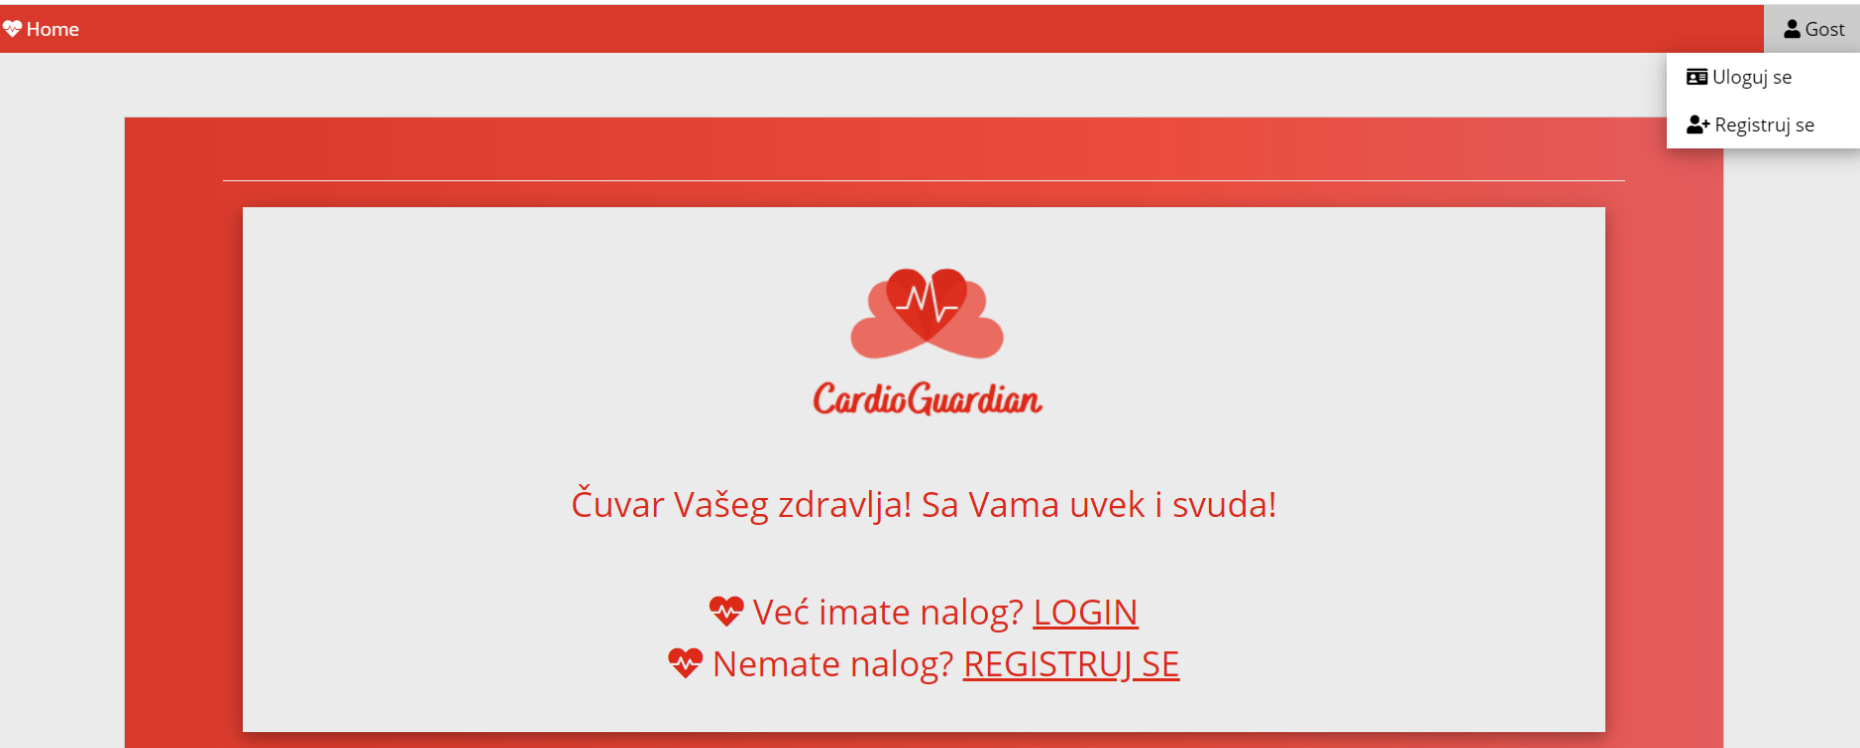 Home
Gost
Uloguj se
Registruj se
CardioGuardian
Čuvar Vašeg zdravlja! Sa Vama uvek i svuda!
Već imate nalog? LOGIN
Nemate nalog? REGISTRUJ SE